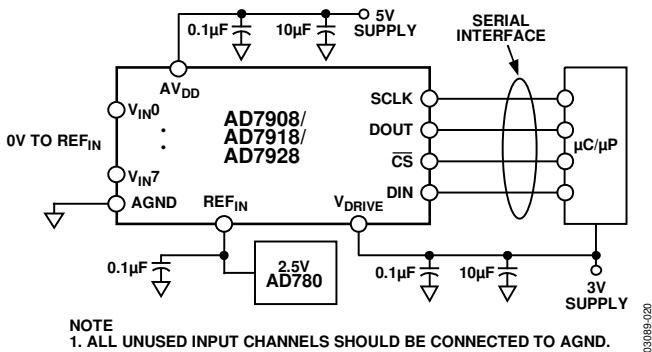 0.1µF
10µF
5V
SUPPLY
SERIAL
INTERFACE
AVDD
VIN0
0V TO REFIN
VIN7
AGND
AD7908/
AD7918/
AD7928
REFIN
VDRIVE
SCLK
DOUT
CS
DIN
µC/µP
0.1µF
2.5V
AD780
0.1µF
10µF
3V
SUPPLY
NOTE
1. ALL UNUSED INPUT CHANNELS SHOULD BE CONNECTED TO AGND.
03089-020